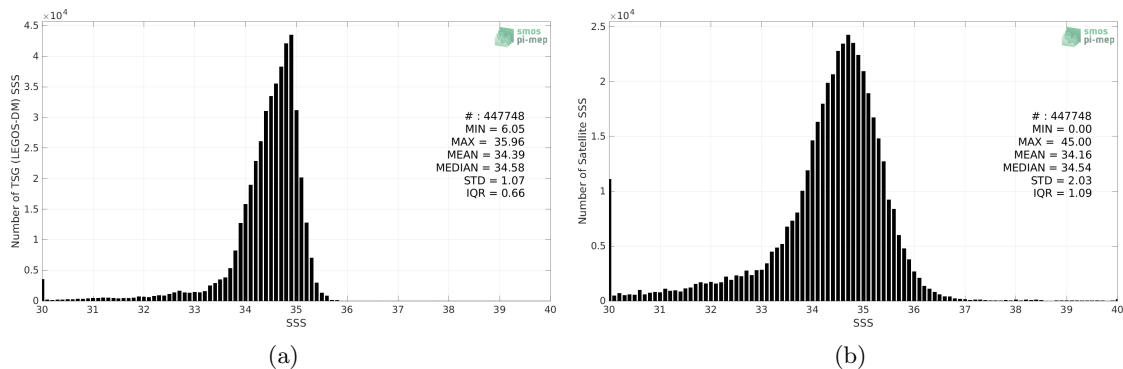 ×10⁴
4.5
4
3.5
3
2.5
2
1.5
1
0.5
0
Number of TSG (LEGOS-DM) SSS
30 31 32 33 34 35 36 37 38 39 40
SSS
smos
pi-mep
# : 447748
MIN = 6.05
MAX = 35.96
MEAN = 34.39
MEDIAN = 34.58
STD = 1.07
IQR = 0.66
(a)
×10⁴
2.5
2
1.5
1
0.5
0
Number of Satellite SSS
30 31 32 33 34 35 36 37 38 39 40
SSS
smos
pi-mep
# : 447748
MIN = 0.00
MAX = 45.00
MEAN = 34.16
MEDIAN = 34.54
STD = 2.03
IQR = 1.09
(b)